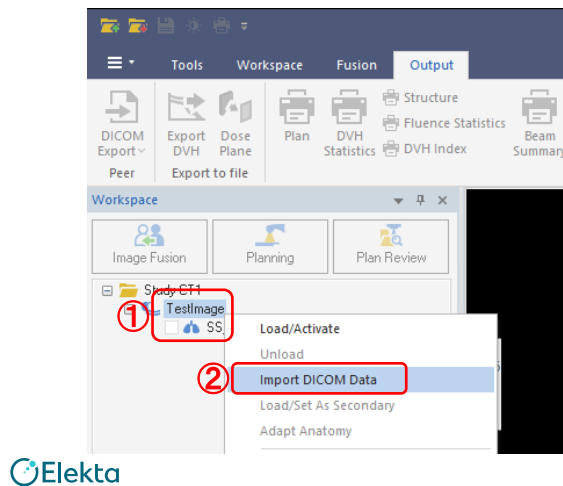 Tools Workspace Fusion Output
DICOM Export
Export DVH
Dose Plane
Plan
DVH Statistics
Structure
Fluence Statistics
DVH Index
Beam Summary
Peer Export to file
Workspace
Image Fusion Planning Plan Review
Study CT1
① TestImage
SS
Load/Activate
Unload
② Import DICOM Data
Load/Set As Secondary
Adapt Anatomy
Elekta